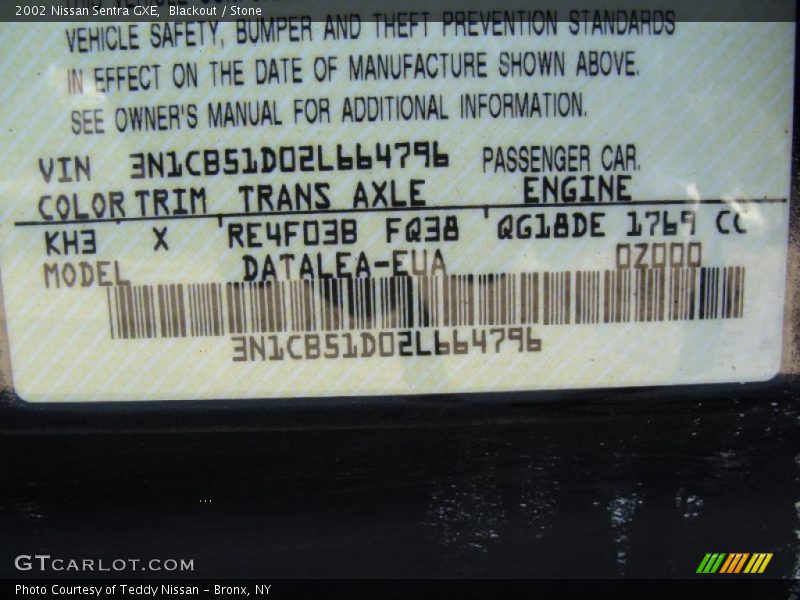 2002 Nissan Sentra GXE, Blackout / Stone
VEHICLE SAFETY, BUMPER AND THEFT PREVENTION STANDARDS
IN EFFECT ON THE DATE OF MANUFACTURE SHOWN ABOVE.
SEE OWNER'S MANUAL FOR ADDITIONAL INFORMATION.
VIN 3N1CB51D02L664796 PASSENGER CAR.
COLOR TRIM TRANS AXLE ENGINE
KH3 X RE4F03B FQ38 QG18DE 1769 CC
MODEL DATALEA-EUA 0Z000
3N1CB51D02L664796
GTCARLOT.COM
Photo Courtesy of Teddy Nissan - Bronx, NY